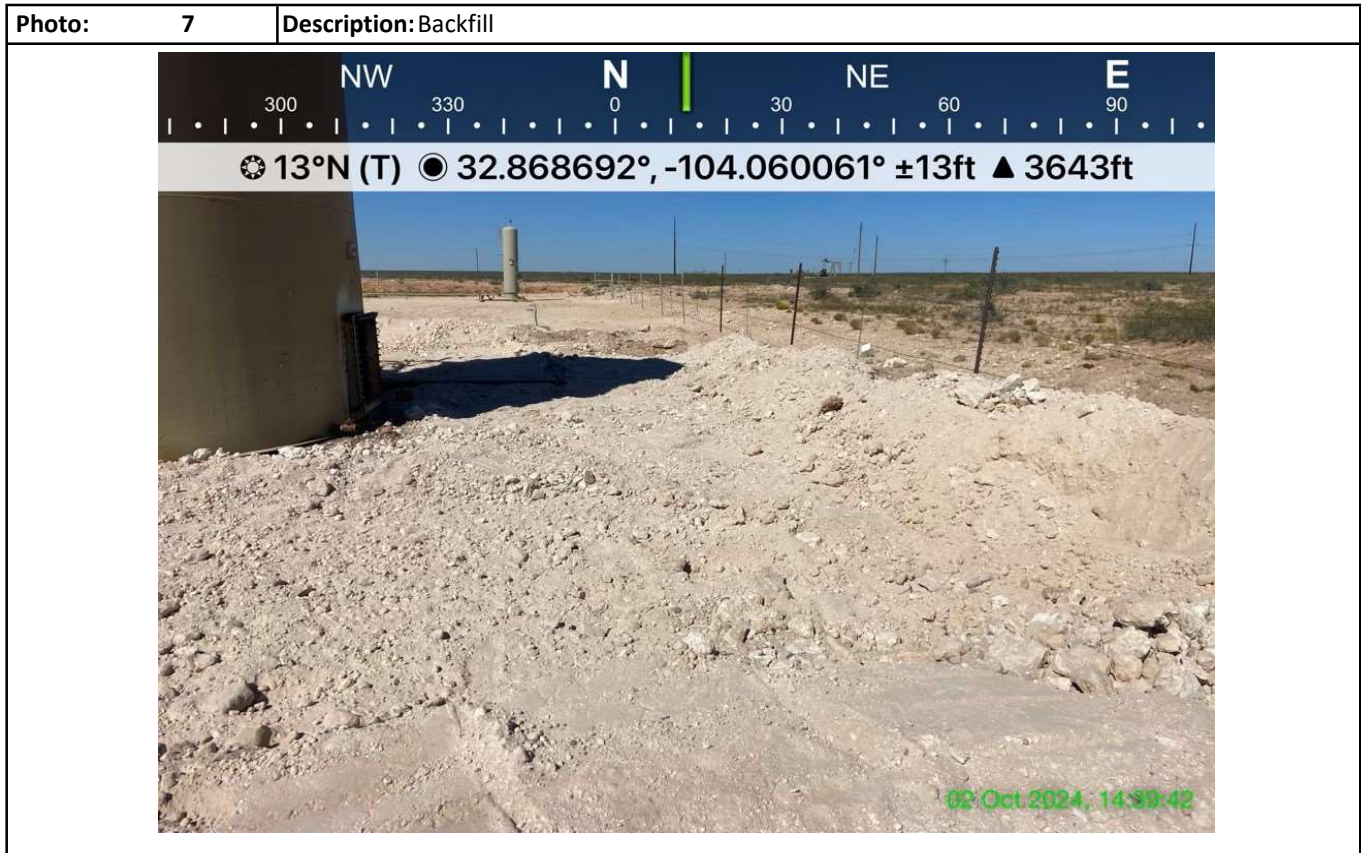 Photo: 7 Description: Backfill
NW N NE E
300 330 0 30 60 90
13°N (T) 32.868692°, -104.060061° ±13ft ▲ 3643ft
02 Oct 2024, 14:39:42